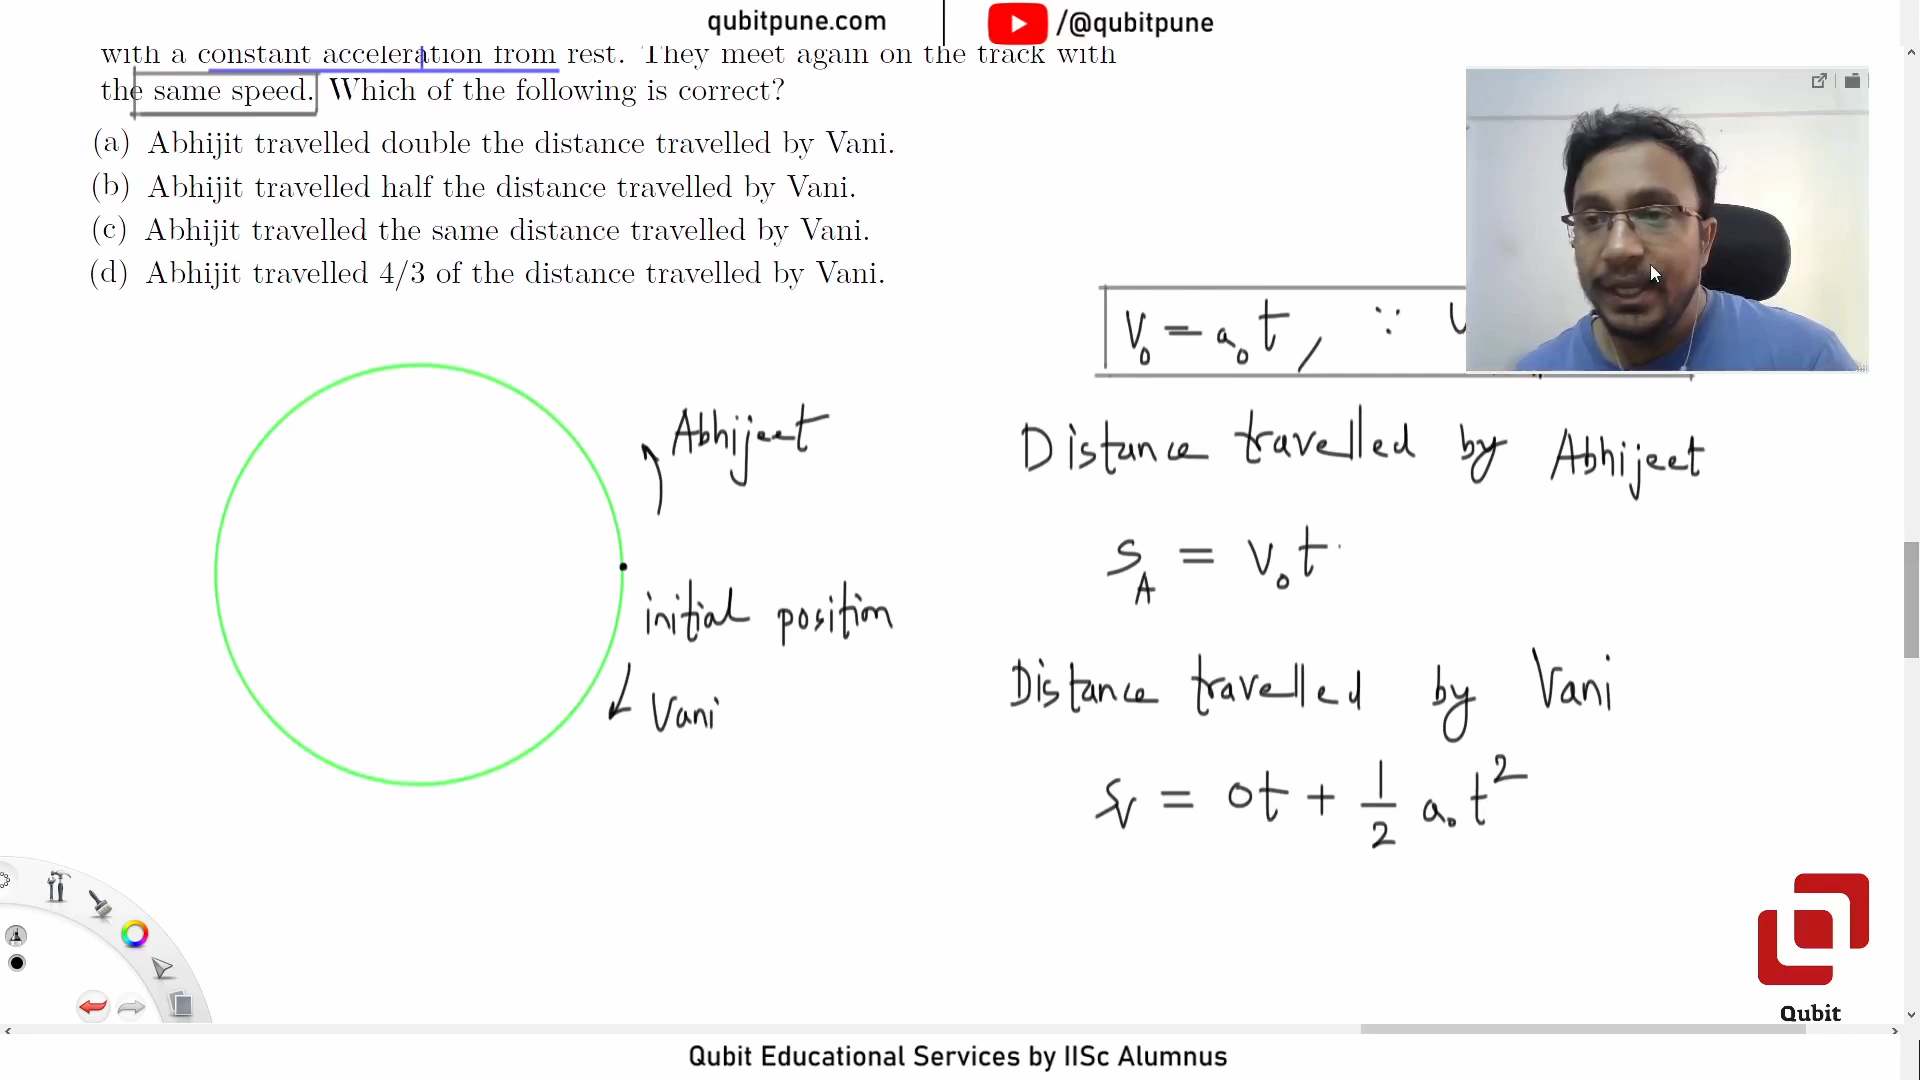 qubitpune.com
/@qubitpune
with a constant acceleration from rest. They meet again on the track with
the same speed. Which of the following is correct?
(a) Abhijit travelled double the distance travelled by Vani.
(b) Abhijit travelled half the distance travelled by Vani.
(c) Abhijit travelled the same distance travelled by Vani.
(d) Abhijit travelled 4/3 of the distance travelled by Vani.
V₀ = a₀t, ∵
Abhijeet
initial position
Vani
Distance travelled by Abhijeet
S_A = v₀t
Distance travelled by Vani
S_V = 0t + 1/2 a₀t²
Qubit
Qubit Educational Services by IISc Alumnus